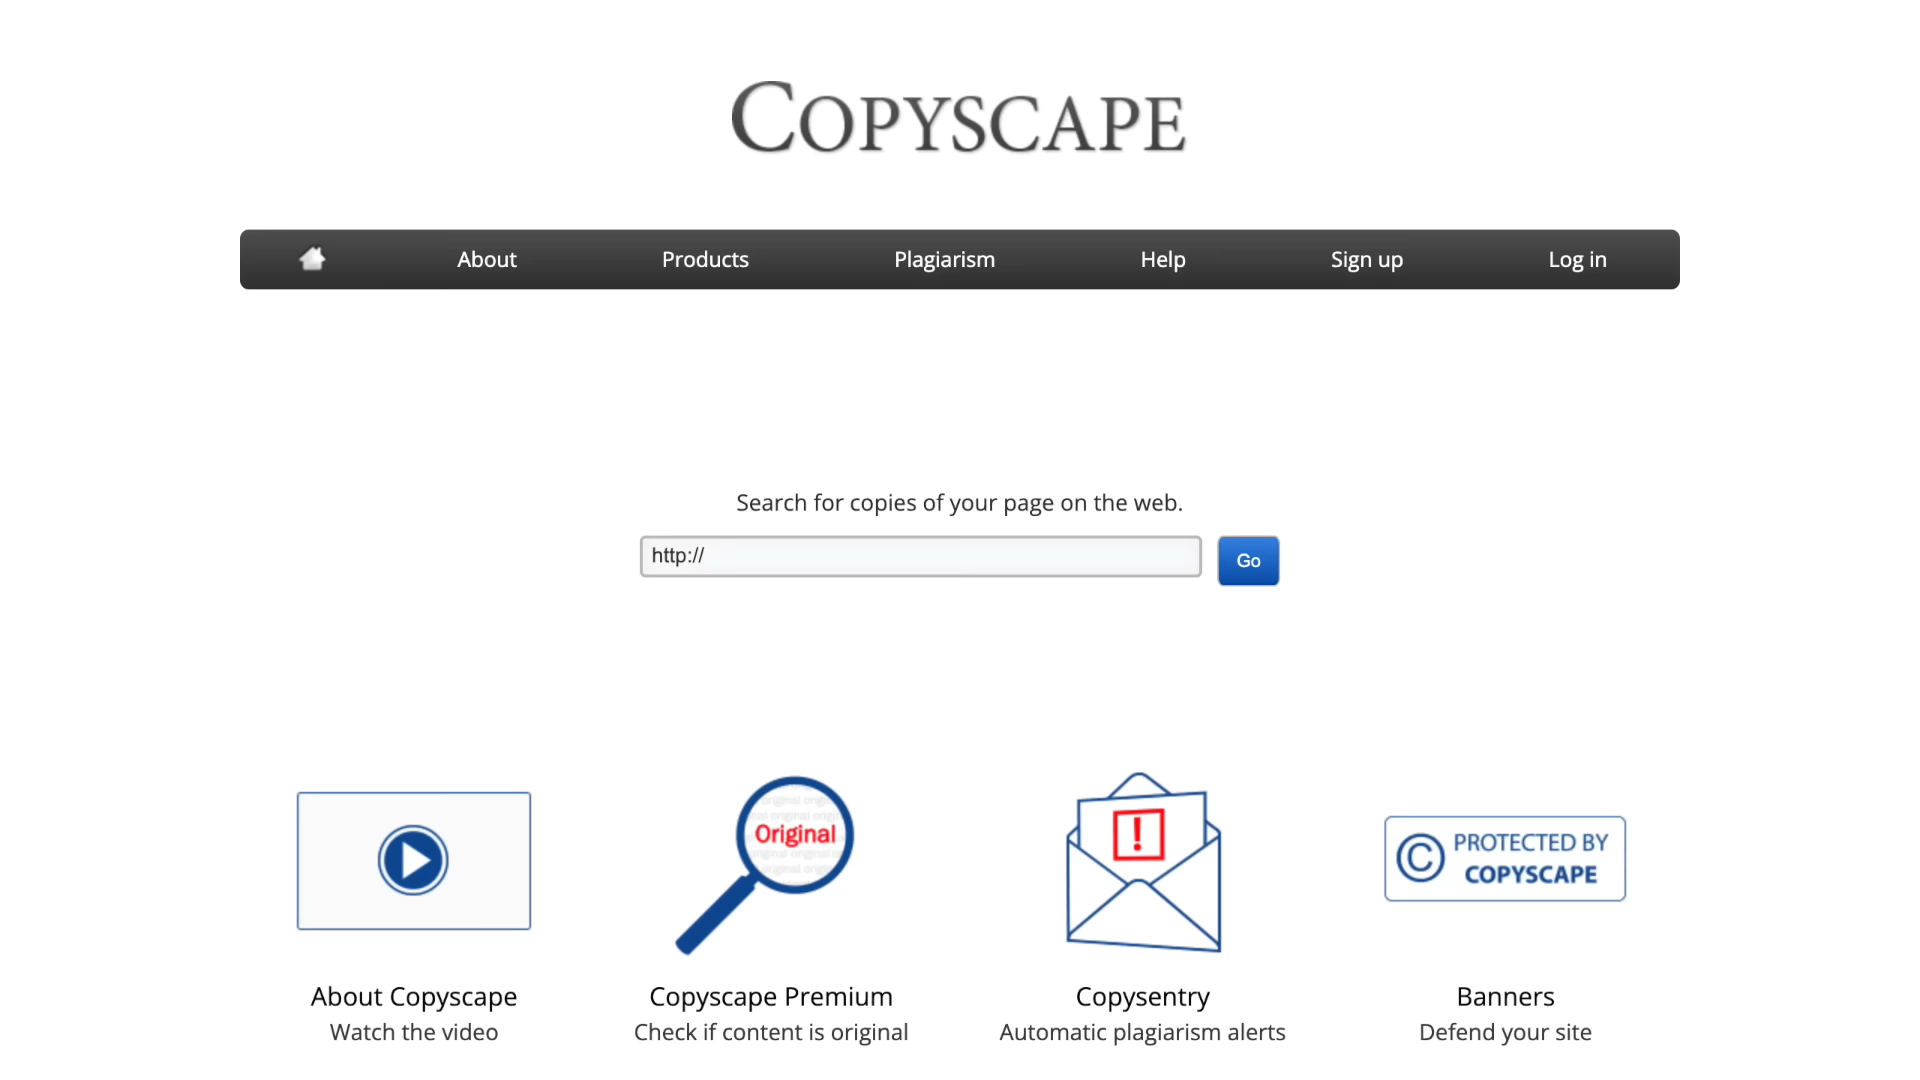 COPYSCAPE
About Products Plagiarism Help Sign up Log in
Search for copies of your page on the web.
http:// Go
Original
!
© PROTECTED BY
COPYSCAPE
About Copyscape Copyscape Premium Copysentry Banners
Watch the video Check if content is original Automatic plagiarism alerts Defend your site